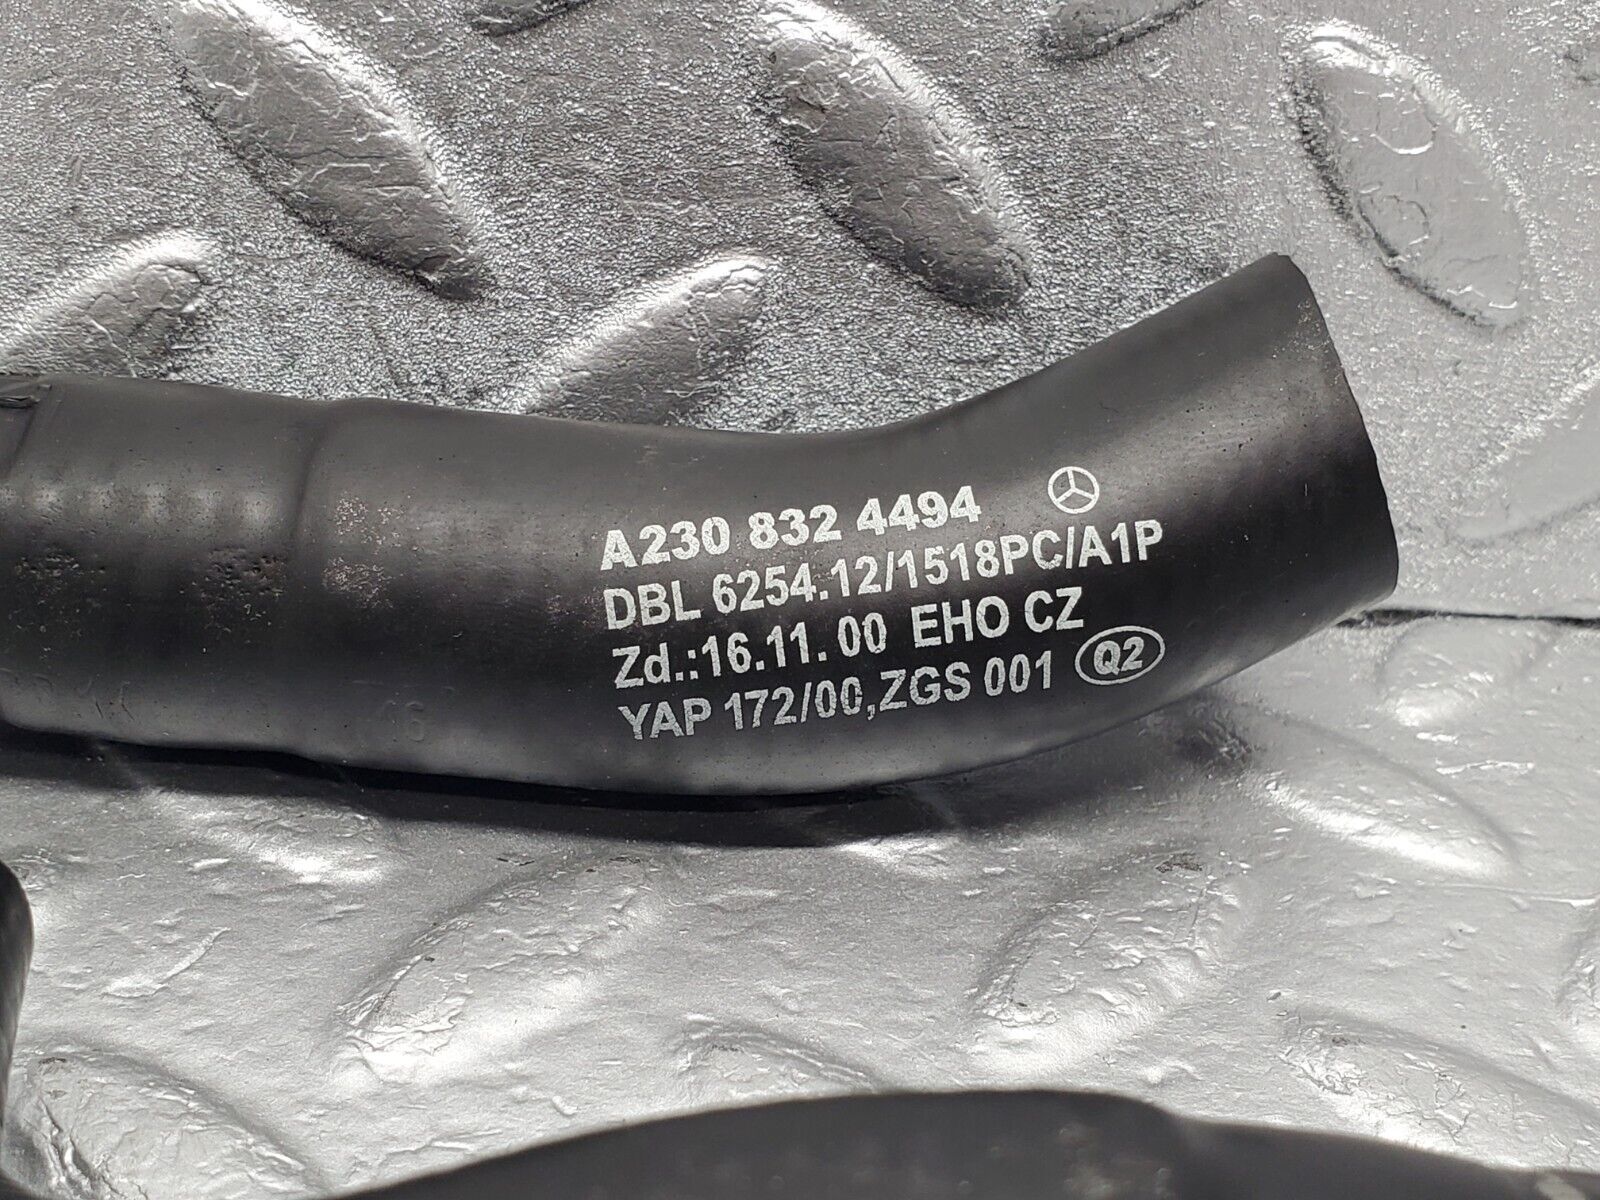 A230 832 4494
DBL 6254.12/1518PC/A1P
Zd.:16.11.00 EHO CZ
YAP 172/00,ZGS 001 Q2
16